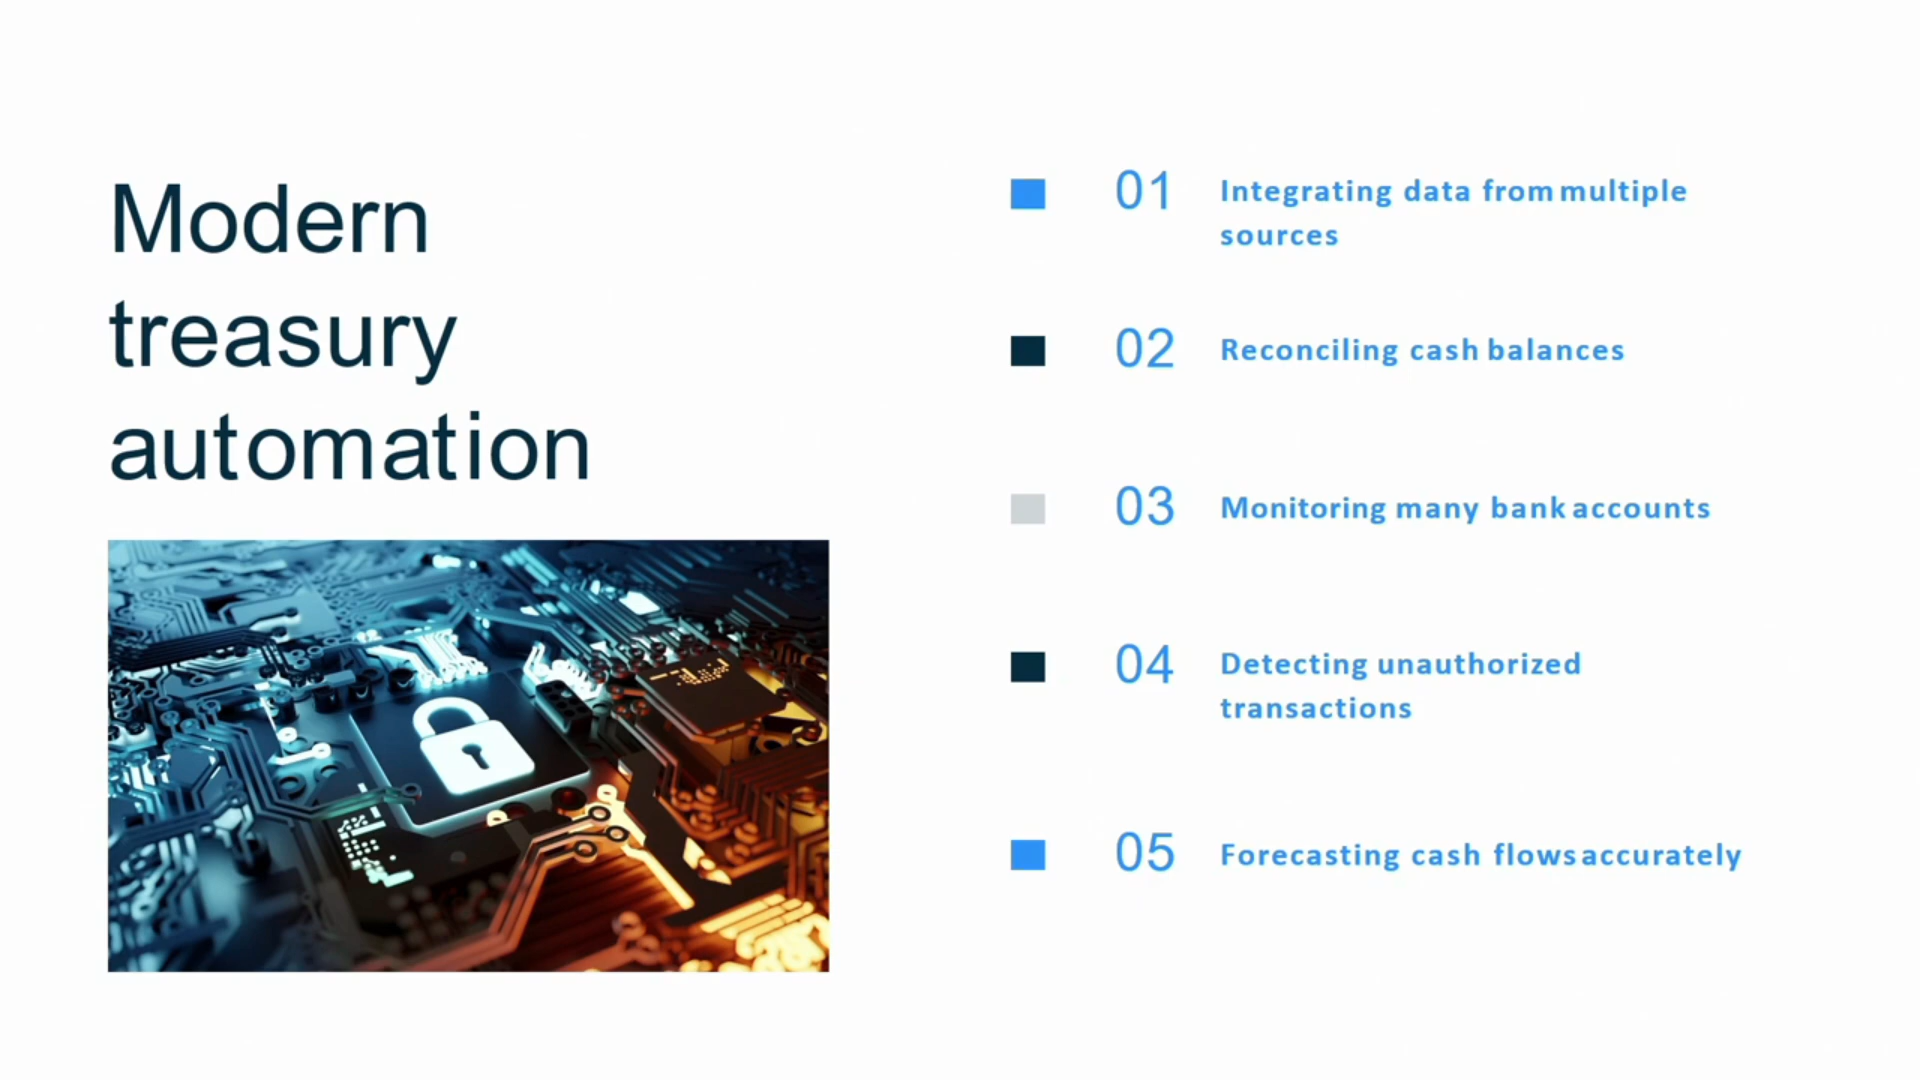 Modern
treasury
automation
01 Integrating data from multiple
sources
02 Reconciling cash balances
03 Monitoring many bank accounts
04 Detecting unauthorized
transactions
05 Forecasting cash flows accurately